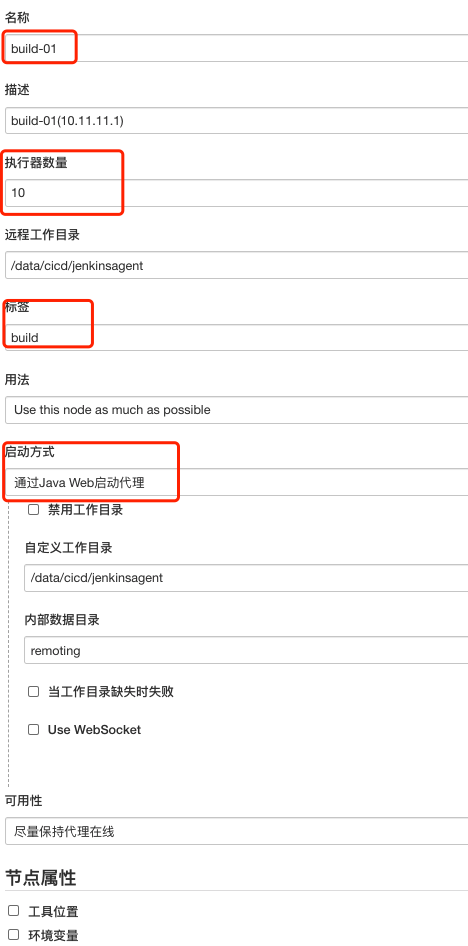 名称
build-01
描述
build-01(10.11.11.1)
执行器数量
10
远程工作目录
/data/cicd/jenkinsagent
标签
build
用法
Use this node as much as possible
启动方式
通过Java Web启动代理
禁用工作目录
自定义工作目录
/data/cicd/jenkinsagent
内部数据目录
remoting
当工作目录缺失时失败
Use WebSocket
可用性
尽量保持代理在线
节点属性
工具位置
环境变量